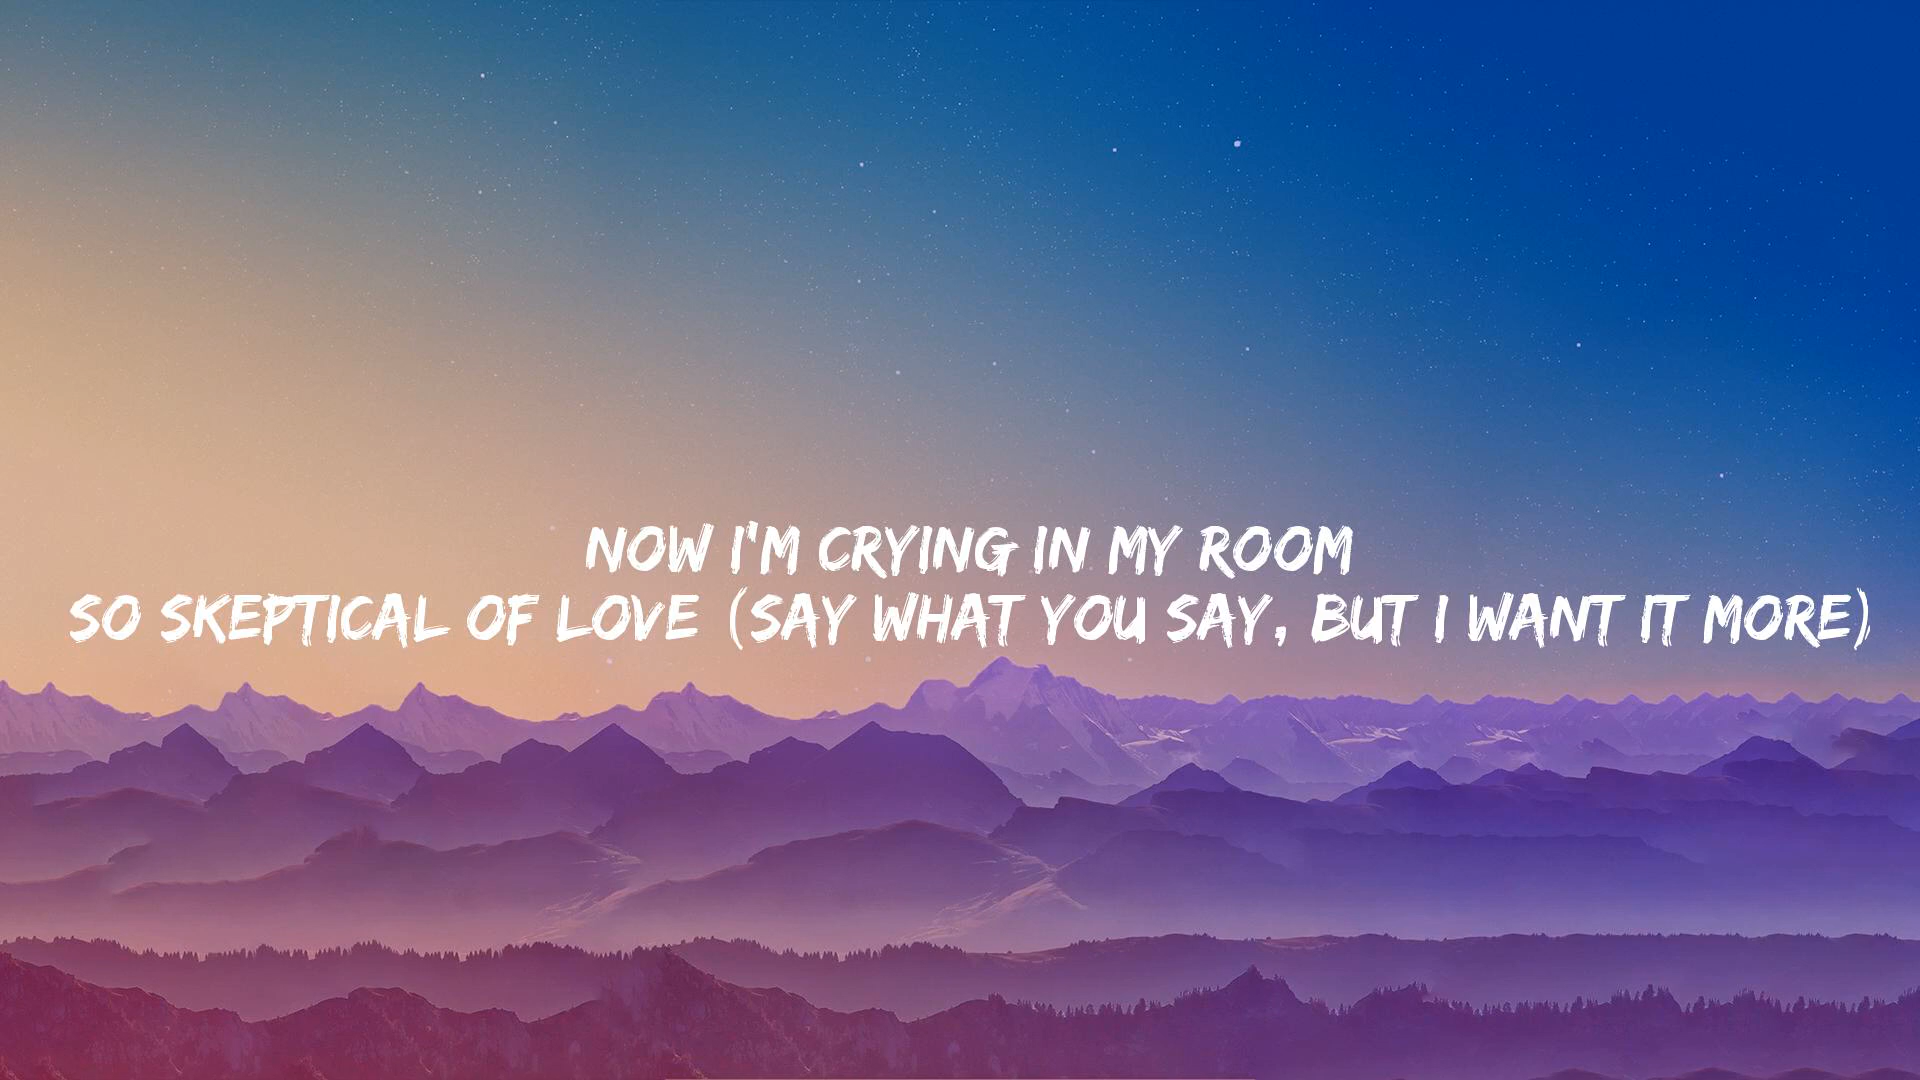 NOW I'M CRYING IN MY ROOM
SO SKEPTICAL OF LOVE (SAY WHAT YOU SAY, BUT I WANT IT MORE)